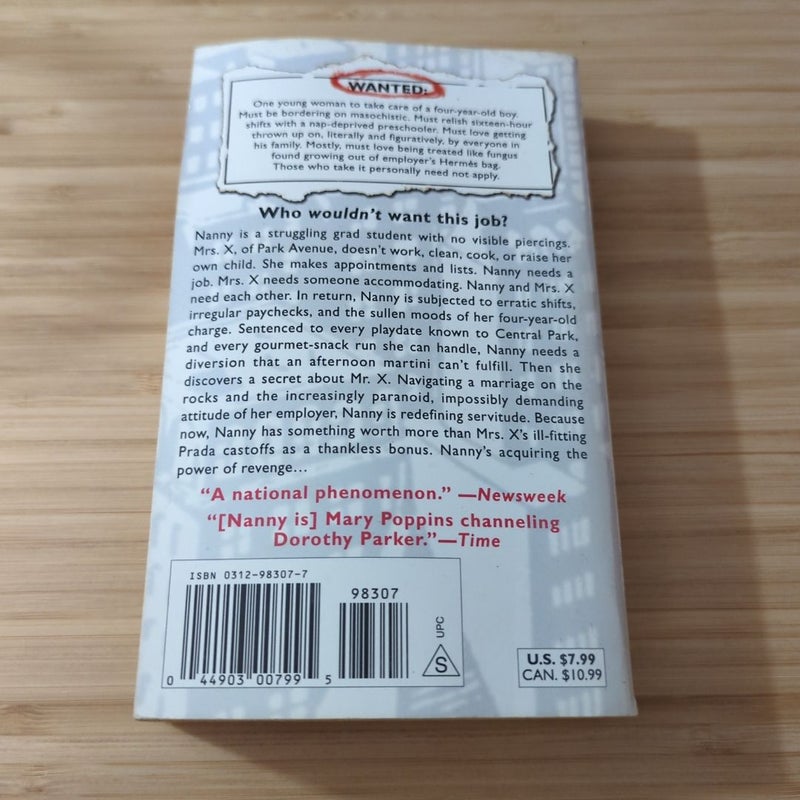 WANTED:
One young woman to take care of a four-year-old boy.
Must be bordering on masochistic. Must relish sixteen-hour
shifts with a nap-deprived preschooler. Must love getting
thrown up on, literally and figuratively, by everyone in
his family. Mostly, must love being treated like fungus
found growing out of employer's Hermès bag.
Those who take it personally need not apply.
Who wouldn't want this job?
Nanny is a struggling grad student with no visible piercings.
Mrs. X, of Park Avenue, doesn't work, clean, cook, or raise her
own child. She makes appointments and lists. Nanny needs a
job. Mrs. X needs someone accommodating. Nanny and Mrs. X
need each other. In return, Nanny is subjected to erratic shifts,
irregular paychecks, and the sullen moods of her four-year-old
charge. Sentenced to every playdate known to Central Park,
and every gourmet-snack run she can handle, Nanny needs a
diversion that an afternoon martini can't fulfill. Then she
discovers a secret about Mr. X. Navigating a marriage on the
rocks and the increasingly paranoid, impossibly demanding
attitude of her employer, Nanny is redefining servitude. Because
now, Nanny has something worth more than Mrs. X's ill-fitting
Prada castoffs as a thankless bonus. Nanny's acquiring the
power of revenge...
"A national phenomenon." —Newsweek
"[Nanny is] Mary Poppins channeling
Dorothy Parker."—Time
ISBN 0312-98307-7
98307
0 44903 00799 5
UPC
S
U.S. $7.99
CAN. $10.99